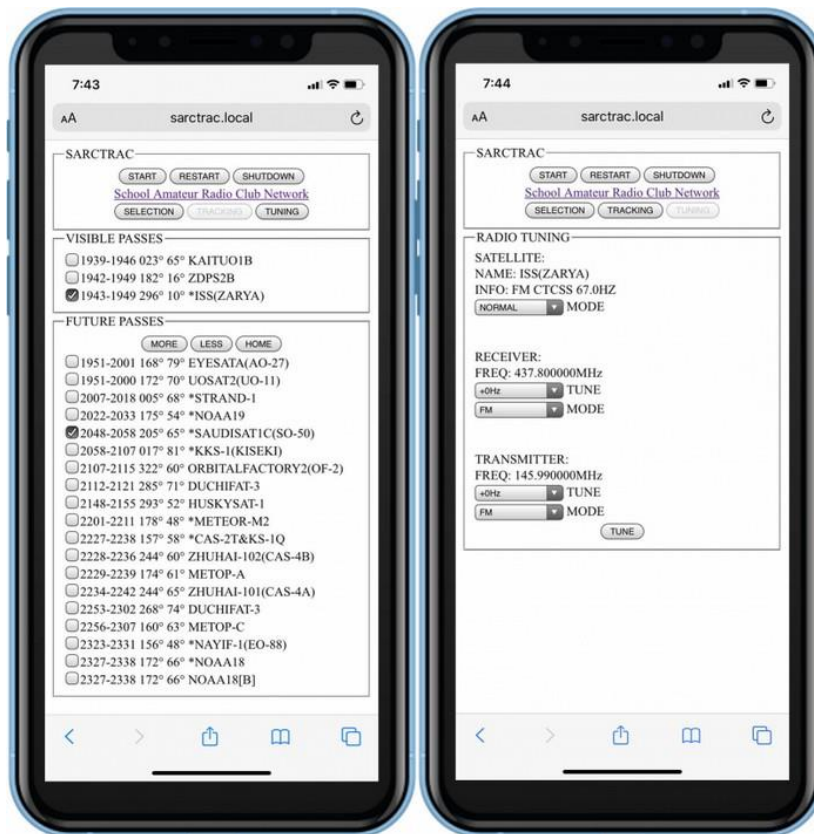 7:43
AA sarctrac.local
SARCTRAC
START RESTART SHUTDOWN
School Amateur Radio Club Network
SELECTION TRACKING TUNING
VISIBLE PASSES
1939-1946 023° 65° KAITUO1B
1942-1949 182° 16° ZDPS2B
1943-1949 296° 10° *ISS(ZARYA)
FUTURE PASSES
MORE LESS HOME
1951-2001 168° 79° EYESATA(AO-27)
1951-2000 172° 70° UOSAT2(UO-11)
2007-2018 005° 68° *STRAND-1
2022-2033 175° 54° *NOAA19
2048-2058 205° 65° *SAUDISAT1C(SO-50)
2058-2107 017° 81° *KKS-1(KISEKI)
2107-2115 322° 60° ORBITALFACTORY2(OF-2)
2112-2121 285° 71° DUCHIFAT-3
2148-2155 293° 52° HUSKYSAT-1
2201-2211 178° 48° *METEOR-M2
2227-2238 157° 58° *CAS-2T&KS-1Q
2228-2236 244° 60° ZHUHAI-102(CAS-4B)
2229-2239 174° 61° METOP-A
2234-2242 244° 65° ZHUHAI-101(CAS-4A)
2253-2302 268° 74° DUCHIFAT-3
2256-2307 160° 63° METOP-C
2323-2331 156° 48° *NAYIF-1(EO-88)
2327-2338 172° 66° *NOAA18
2327-2338 172° 66° NOAA18[B]
7:44
AA sarctrac.local
SARCTRAC
START RESTART SHUTDOWN
School Amateur Radio Club Network
SELECTION TRACKING TUNING
RADIO TUNING
SATELLITE:
NAME: ISS(ZARYA)
INFO: FM CTCSS 67.0HZ
NORMAL MODE
RECEIVER:
FREQ: 437.800000MHz
+0Hz TUNE
FM MODE
TRANSMITTER:
FREQ: 145.990000MHz
+0Hz TUNE
FM MODE
TUNE